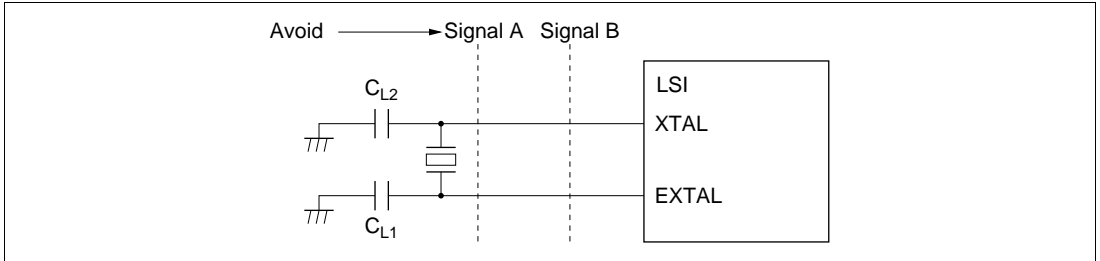 Avoid Signal A Signal B
LSI
CL2
XTAL
EXTAL
CL1